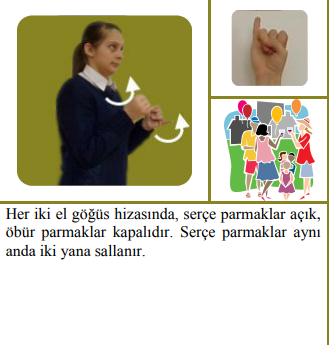 Her iki el göğüs hizasında, serçe parmaklar açık,
öbür parmaklar kapalıdır. Serçe parmaklar aynı
anda iki yana sallanır.